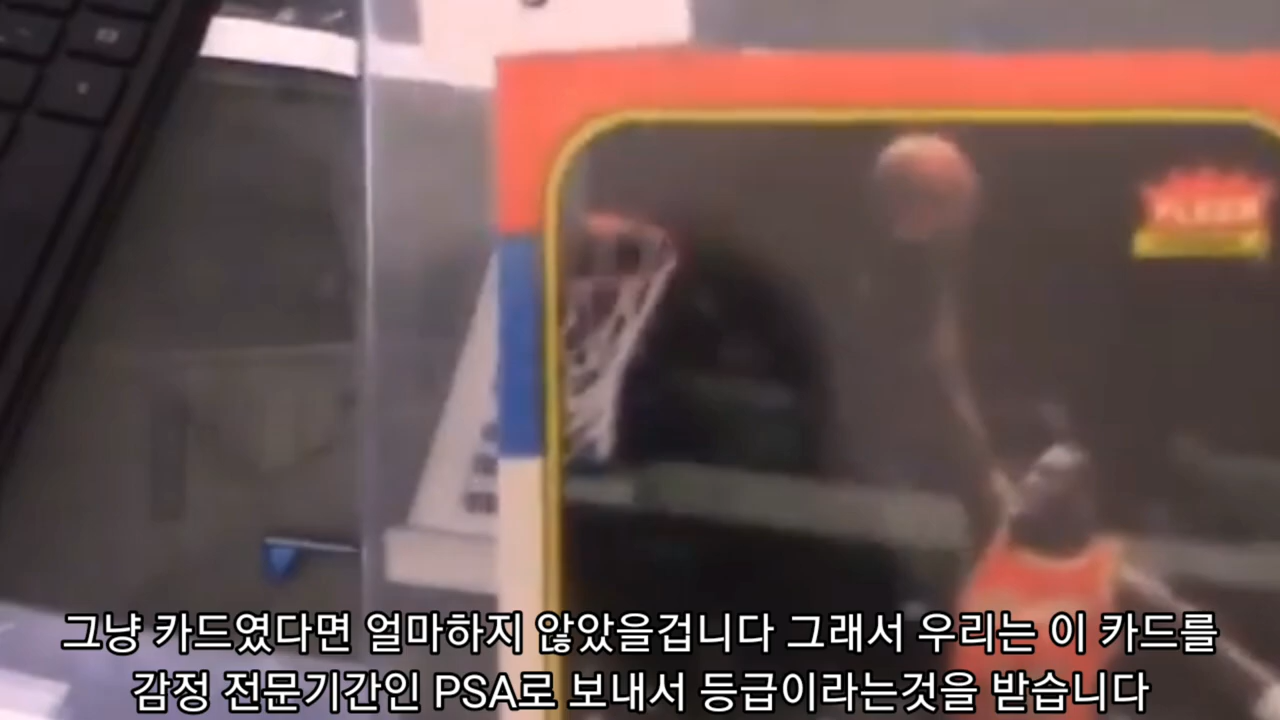 FLEER
그냥 카드였다면 얼마하지 않았을겁니다 그래서 우리는 이 카드를
감정 전문기간인 PSA로 보내서 등급이라는것을 받습니다